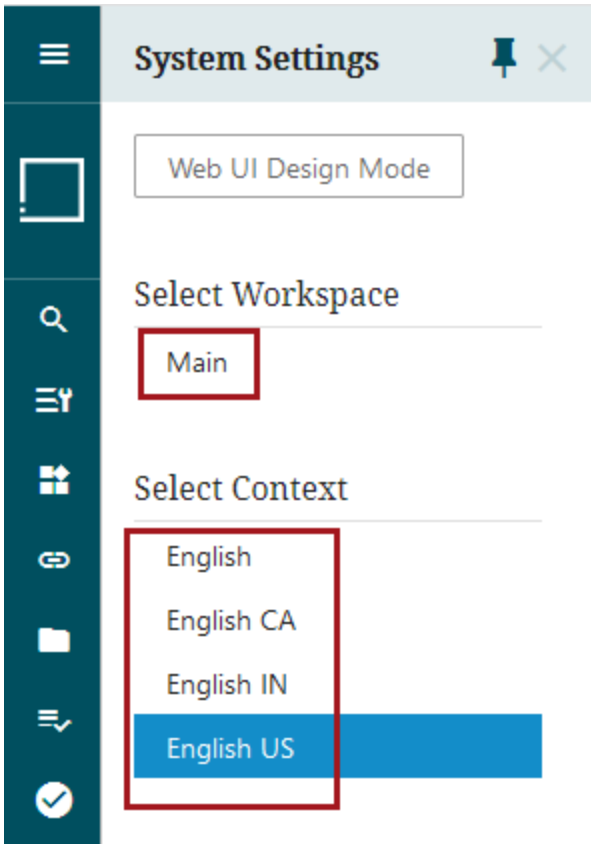 System Settings
Web UI Design Mode
Select Workspace
Main
Select Context
English
English CA
English IN
English US